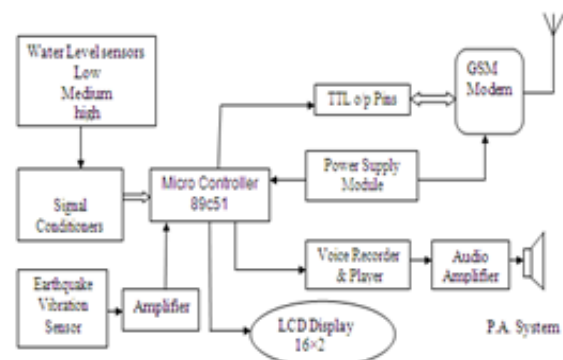 Water Level sensors
Low
Medium
high
Signal
Conditioners
Earthquake
Vibration
Sensor
Amplifier
Micro Controller
89c51
TTL o/p Pins
GSM
Modem
Power Supply
Module
Voice Recorder
& Player
Audio
Amplifier
LCD Display
16×2
P.A. System